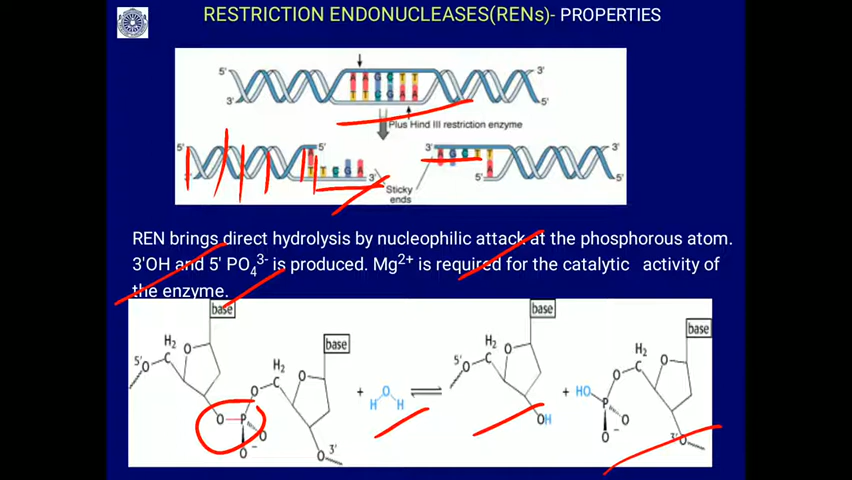 RESTRICTION ENDONUCLEASES(RENs)- PROPERTIES
5' 3'
A A G C T T
3' T T C G A A 5'
Plus Hind III restriction enzyme
5' A 5' A G C T T 3'
3' T T C G A A 5'
Sticky
ends
REN brings direct hydrolysis by nucleophilic attack at the phosphorous atom.
3'OH and 5' PO₄³⁻ is produced. Mg²⁺ is required for the catalytic activity of
the enzyme.
base base base base
5' O H₂ C O O P O O⁻ O H₂ C O O 3'
+ H O H ⇌
5' O H₂ C O OH
+ HO P O O⁻ O H₂ C O 3' O